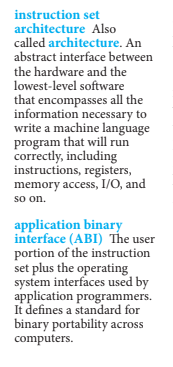 instruction set
architecture Also
called architecture. An
abstract interface between
the hardware and the
lowest-level software
that encompasses all the
information necessary to
write a machine language
program that will run
correctly, including
instructions, registers,
memory access, I/O, and
so on.
application binary
interface (ABI) The user
portion of the instruction
set plus the operating
system interfaces used by
application programmers.
It defines a standard for
binary portability across
computers.